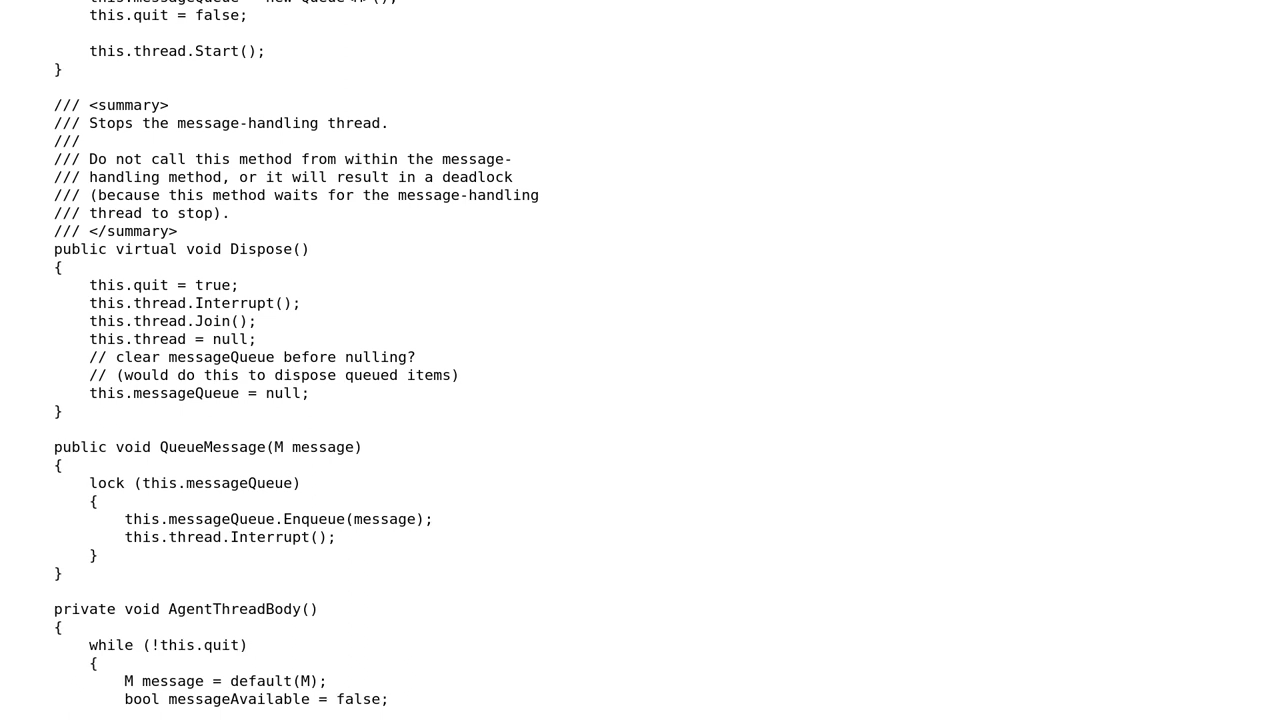 this.quit = false;
this.thread.Start();
}
/// <summary>
/// Stops the message-handling thread.
///
/// Do not call this method from within the message-
/// handling method, or it will result in a deadlock
/// (because this method waits for the message-handling
/// thread to stop).
/// </summary>
public virtual void Dispose()
{
this.quit = true;
this.thread.Interrupt();
this.thread.Join();
this.thread = null;
// clear messageQueue before nulling?
// (would do this to dispose queued items)
this.messageQueue = null;
}
public void QueueMessage(M message)
{
lock (this.messageQueue)
{
this.messageQueue.Enqueue(message);
this.thread.Interrupt();
}
}
private void AgentThreadBody()
{
while (!this.quit)
{
M message = default(M);
bool messageAvailable = false;